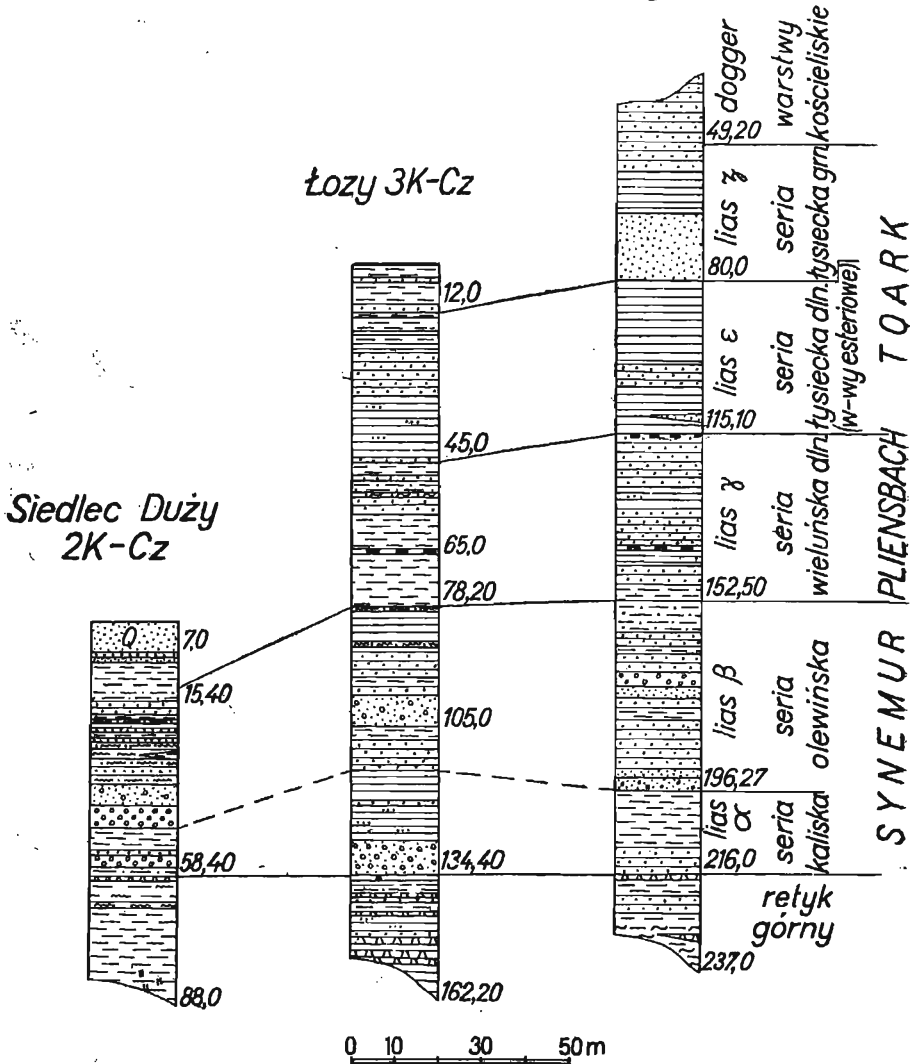 Łozy 3K-Cz
Siedlec Duży
2K-Cz
Q
7,0
15,40
58,40
88,0
12,0
45,0
65,0
78,20
105,0
134,40
162,20
49,20
80,0
115,10
152,50
196,27
216,0
237,0
dogger
warstwy
kościeliskie
lias
seria
łysiecka grn.
lias ε
seria
łysiecka dln.
(w-wy esteriowe)
lias γ
seria
wieluńska dln.
lias β
seria
olewińska
lias
α
seria
kaliska
retyk
górny
TOARK
PLIENSBACH
SYNEMUR
0 10 30 50 m